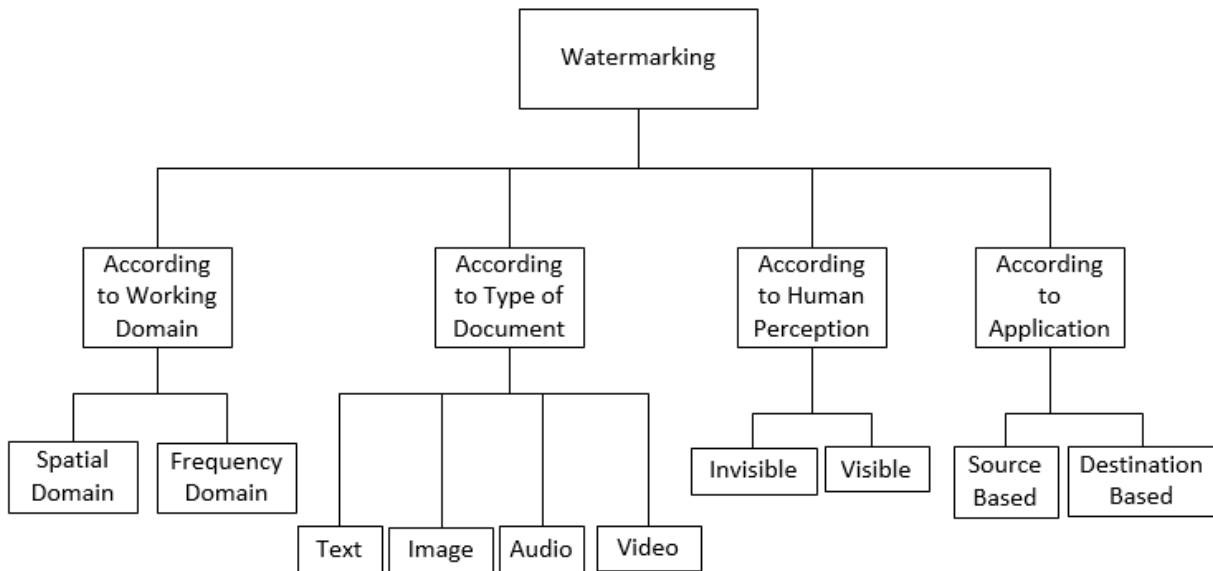 Watermarking
According
to Working
Domain
According
to Type of
Document
According
to Human
Perception
According
to
Application
Spatial
Domain
Frequency
Domain
Text
Image
Audio
Video
Invisible
Visible
Source
Based
Destination
Based